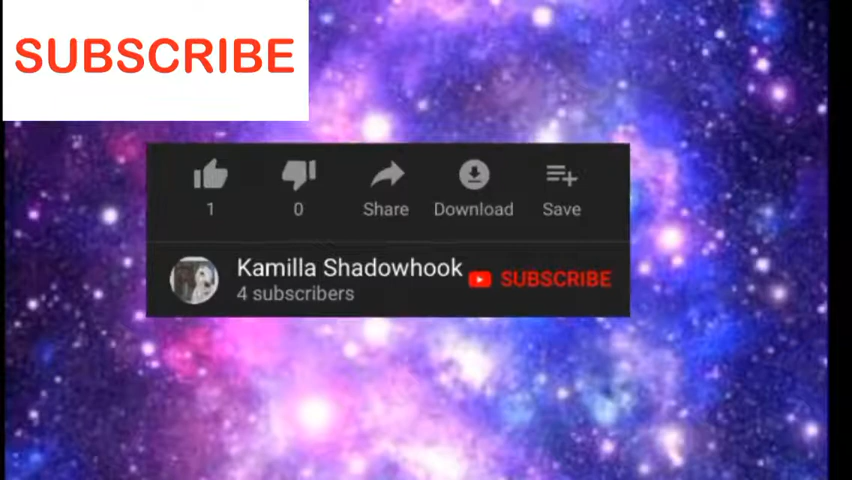 SUBSCRIBE
1 0 Share Download Save
Kamilla Shadowhook
4 subscribers
SUBSCRIBE